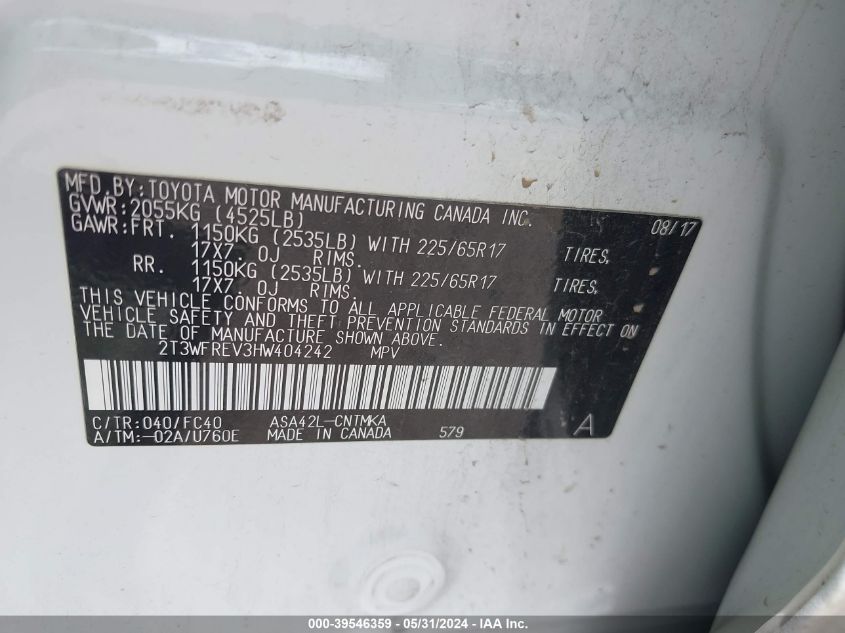 MFD. BY: TOYOTA MOTOR MANUFACTURING CANADA INC. 08/17
GVWR: 2055KG (4525LB)
GAWR: FRT. 1150KG (2535LB) WITH 225/65R17 TIRES,
17X7. 0J RIMS.
RR. 1150KG (2535LB) WITH 225/65R17 TIRES,
17X7. 0J RIMS.
THIS VEHICLE CONFORMS TO ALL APPLICABLE FEDERAL MOTOR
VEHICLE SAFETY AND THEFT PREVENTION STANDARDS IN EFFECT ON
THE DATE OF MANUFACTURE SHOWN ABOVE.
2T3WFREV3HW404242 MPV
C/TR: 040/FC40 ASA42L-CNTMKA
A/TM: -02A/U760E MADE IN CANADA 579 A
000-39546359 - 05/31/2024 - IAA Inc.